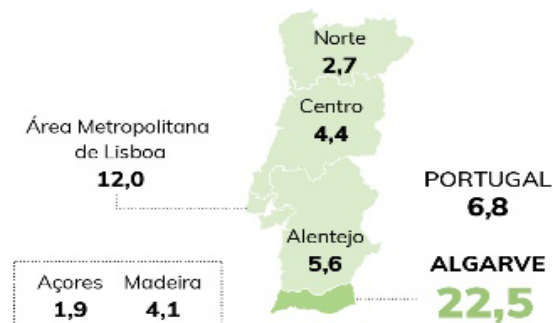 Norte
2,7
Centro
4,4
Área Metropolitana
de Lisboa
12,0
PORTUGAL
6,8
Alentejo
5,6
ALGARVE
22,5
Açores Madeira
1,9 4,1